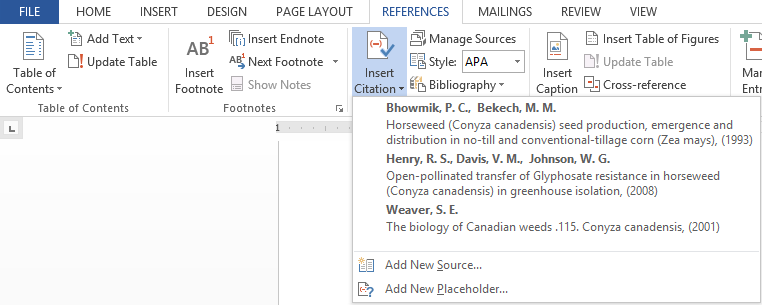 FILE HOME INSERT DESIGN PAGE LAYOUT REFERENCES MAILINGS REVIEW VIEW
Table of
Contents
Add Text
Update Table
Table of Contents
AB1
Insert
Footnote
Insert Endnote
Next Footnote
Show Notes
Footnotes
Insert
Citation
Manage Sources
Style: APA
Bibliography
Insert
Caption
Insert Table of Figures
Update Table
Cross-reference
Mar
Entr
L
1
Bhowmik, P. C., Bekech, M. M.
Horseweed (Conyza canadensis) seed production, emergence and
distribution in no-till and conventional-tillage corn (Zea mays), (1993)
Henry, R. S., Davis, V. M., Johnson, W. G.
Open-pollinated transfer of Glyphosate resistance in horseweed
(Conyza canadensis) in greenhouse isolation, (2008)
Weaver, S. E.
The biology of Canadian weeds .115. Conyza canadensis, (2001)
Add New Source...
Add New Placeholder...